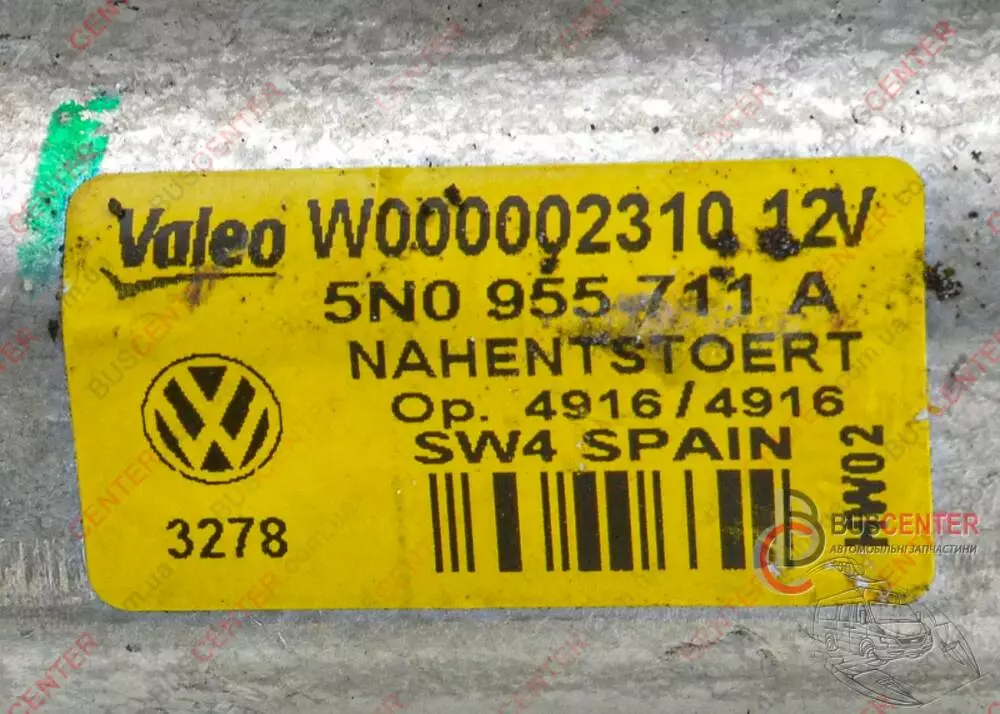 Valeo W000002310 12V
5N0 955 711 A
NAHENTSTOERT
Op. 4916/4916
SW4 SPAIN
HW02
3278
BUSCENTER
АВТОМОБІЛЬНІ ЗАПЧАСТИНИ